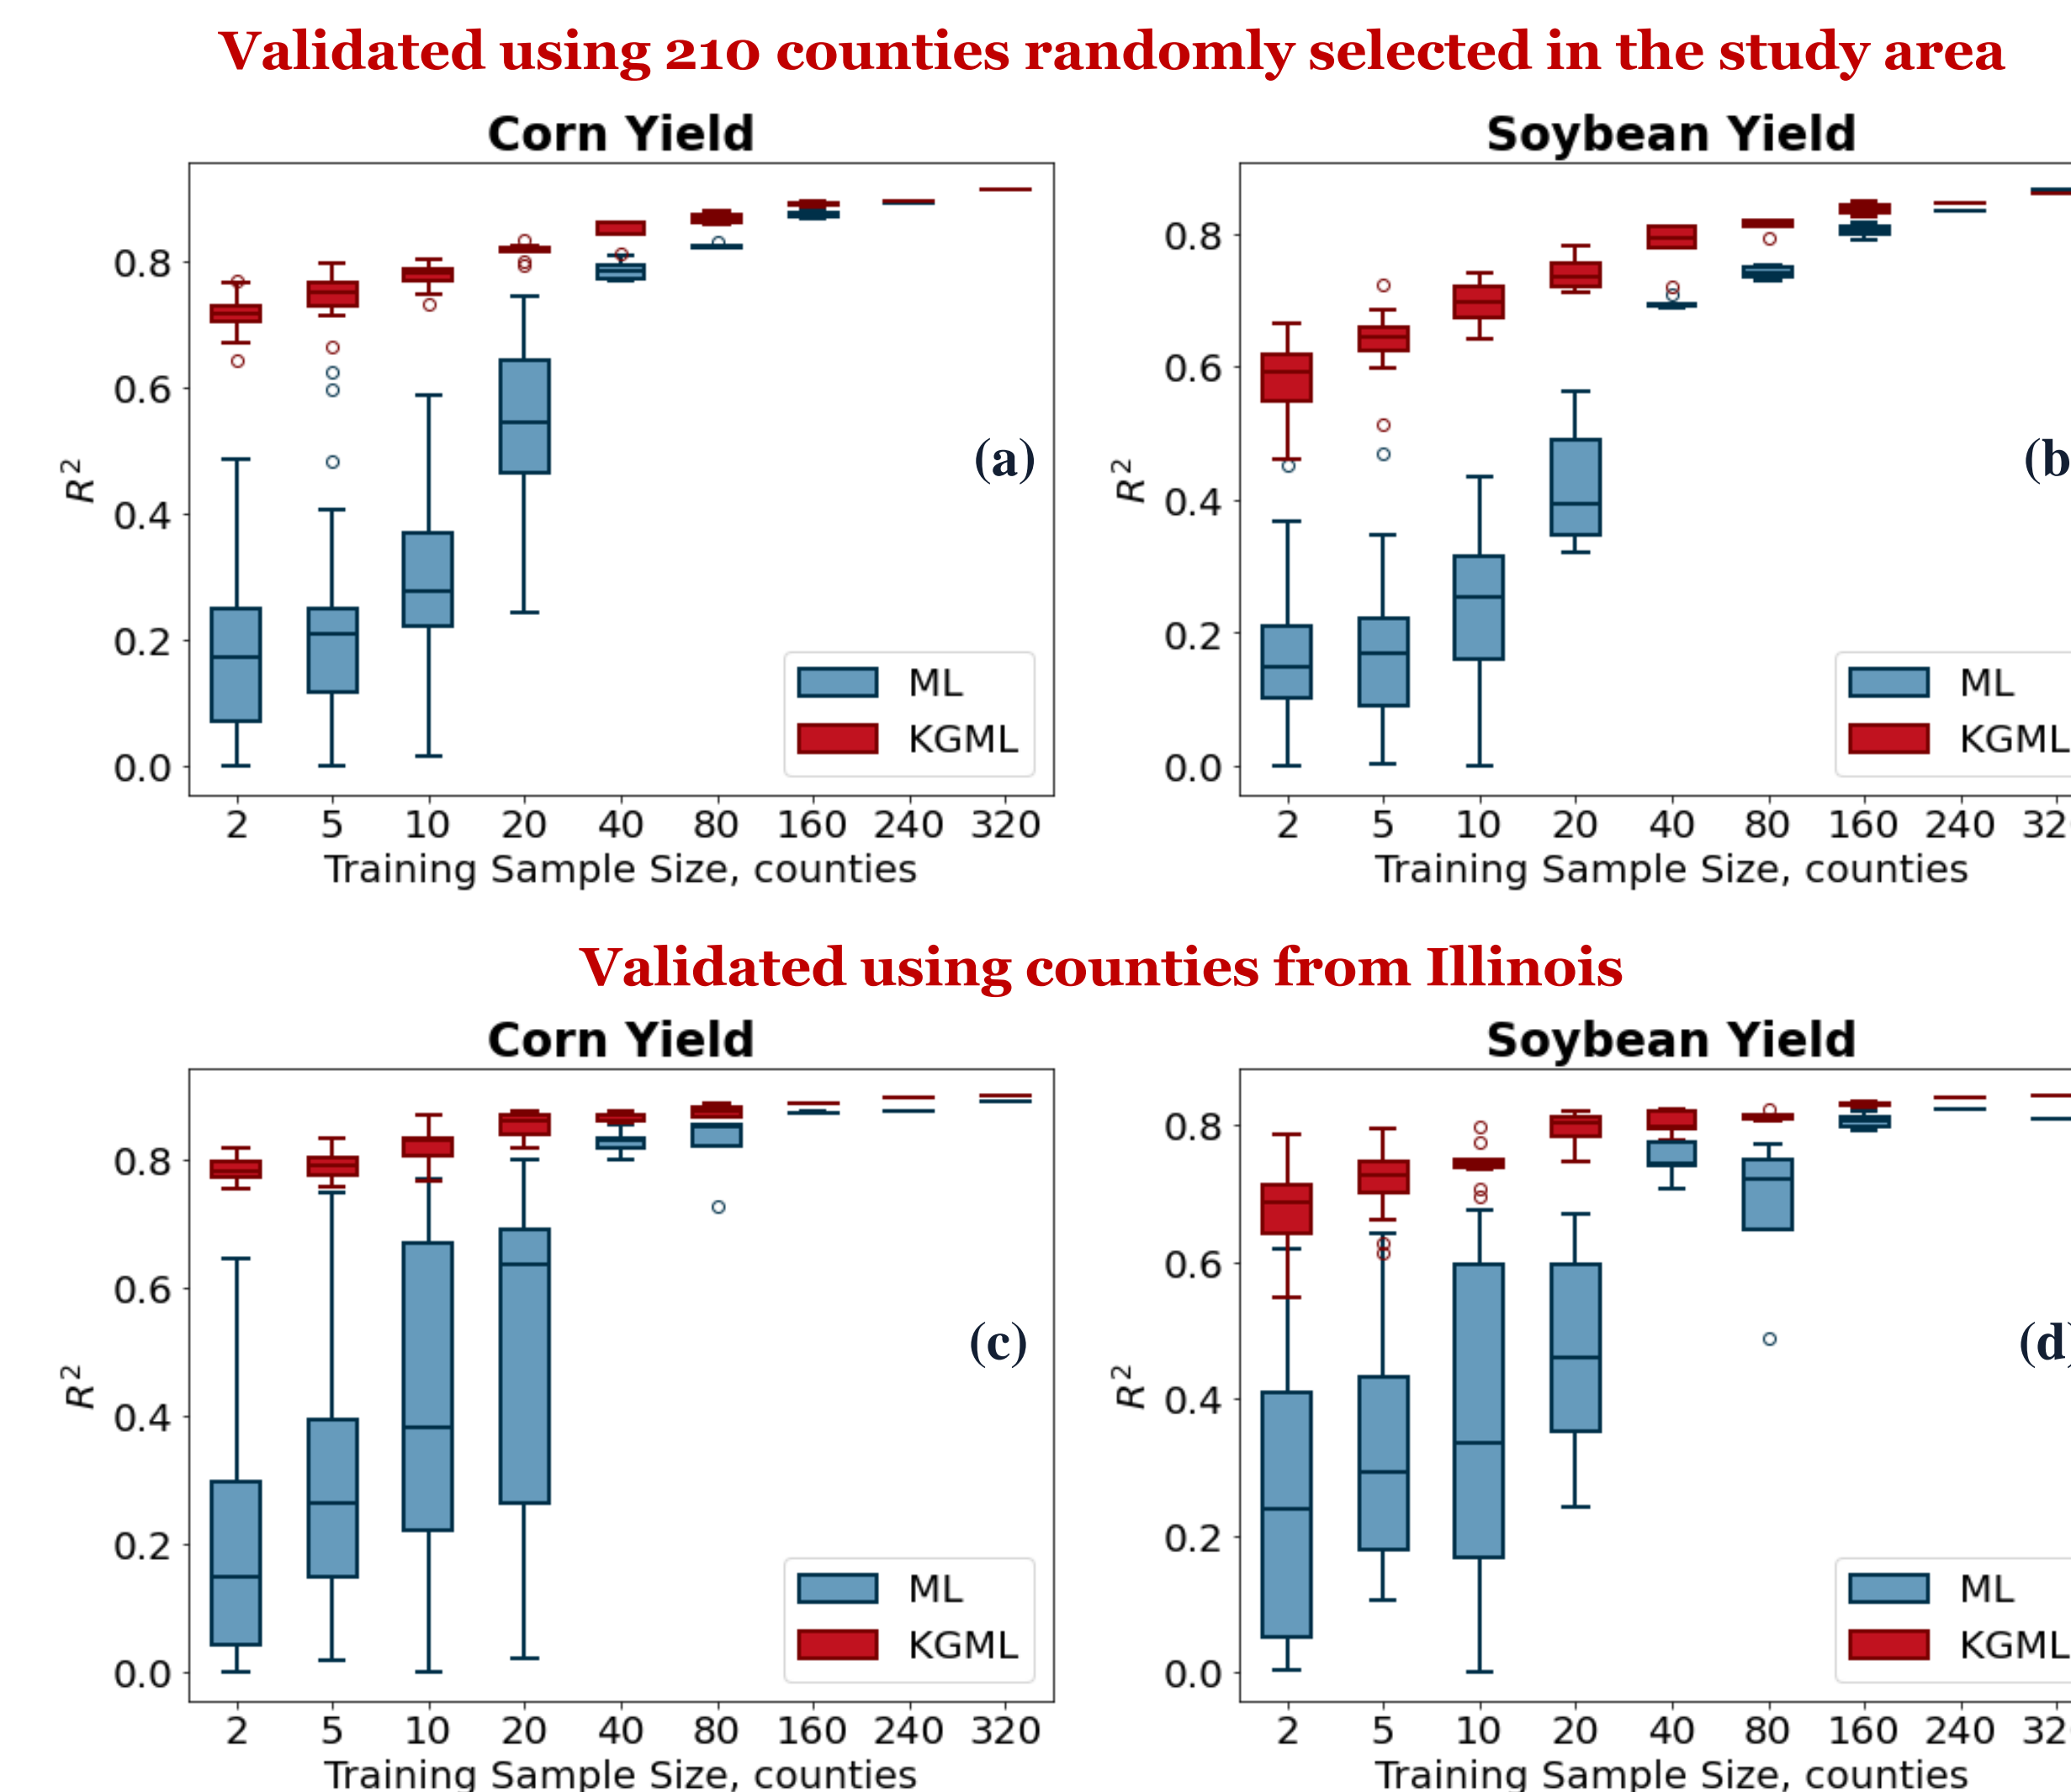 Validated using 210 counties randomly selected in the study area
Corn Yield
R²
0.8
0.6
0.4
0.2
0.0
(a)
ML
KGML
2 5 10 20 40 80 160 240 320
Training Sample Size, counties
Soybean Yield
R²
0.8
0.6
0.4
0.2
0.0
(b
ML
KGML
2 5 10 20 40 80 160 240 32
Training Sample Size, counties
Validated using counties from Illinois
Corn Yield
R²
0.8
0.6
0.4
0.2
0.0
(c)
ML
KGML
2 5 10 20 40 80 160 240 320
Training Sample Size, counties
Soybean Yield
R²
0.8
0.6
0.4
0.2
0.0
(d)
ML
KGML
2 5 10 20 40 80 160 240 32
Training Sample Size, counties